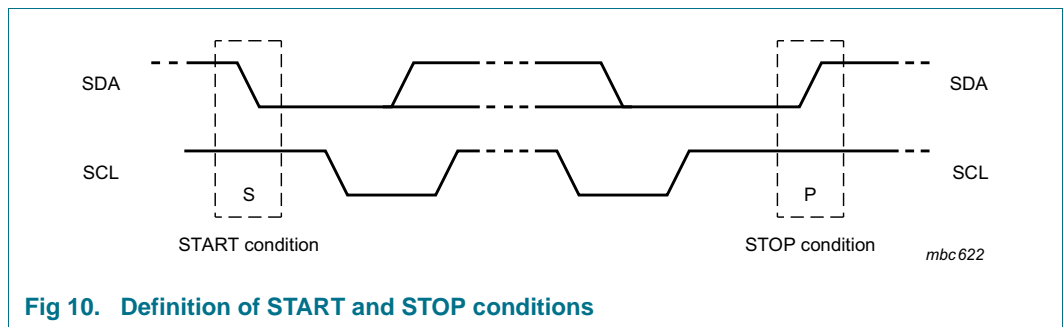 SDA SDA
SCL SCL
S P
START condition STOP condition
mbc622
Fig 10. Definition of START and STOP conditions